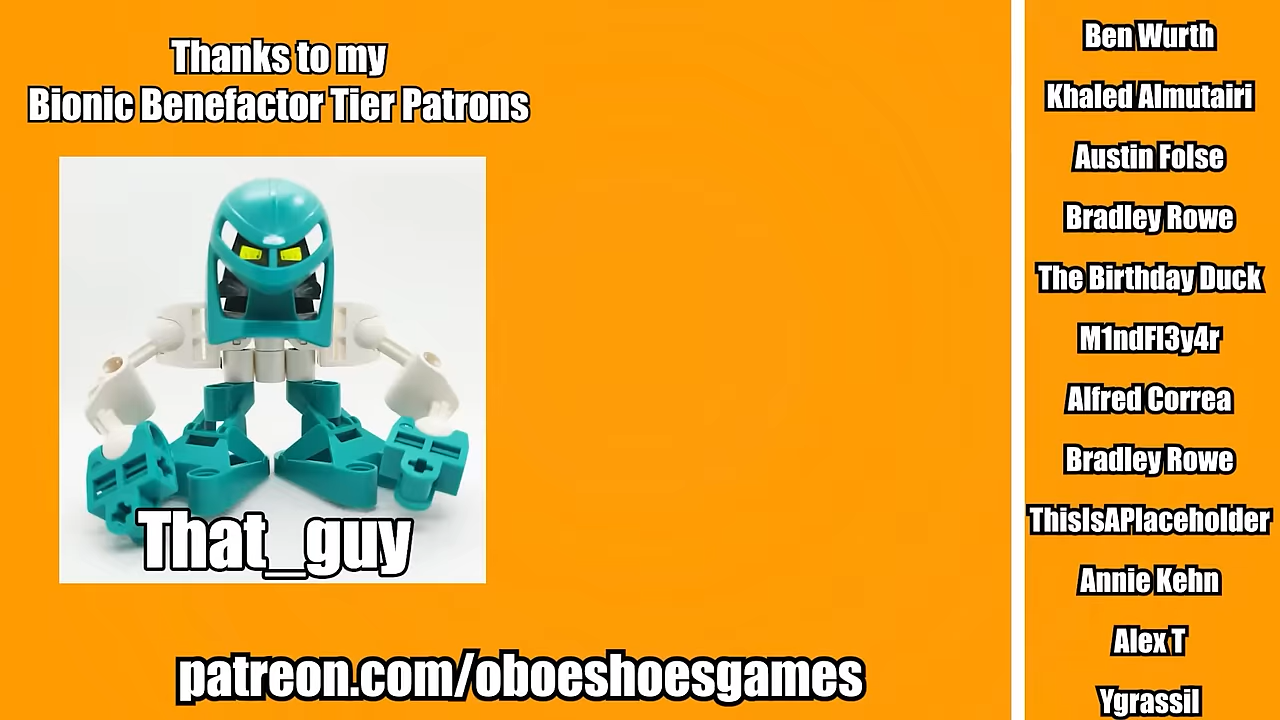 Thanks to my
Bionic Benefactor Tier Patrons
That_guy
patreon.com/oboeshoesgames
Ben Wurth
Khaled Almutairi
Austin Folse
Bradley Rowe
The Birthday Duck
M1ndFl3y4r
Alfred Correa
Bradley Rowe
ThisIsAPlaceholder
Annie Kehn
Alex T
Ygrassil